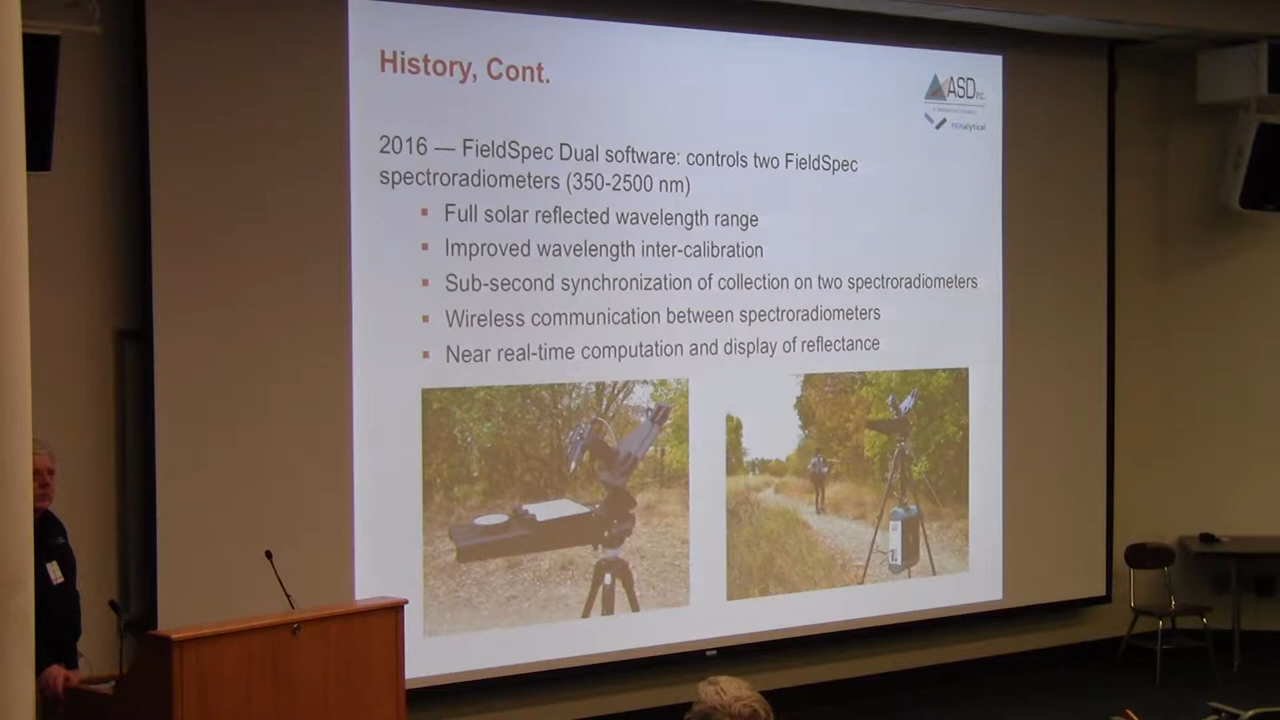 History, Cont.
ASD inc.
PANalytical
2016 — FieldSpec Dual software: controls two FieldSpec
spectroradiometers (350-2500 nm)
▪ Full solar reflected wavelength range
▪ Improved wavelength inter-calibration
▪ Sub-second synchronization of collection on two spectroradiometers
▪ Wireless communication between spectroradiometers
▪ Near real-time computation and display of reflectance